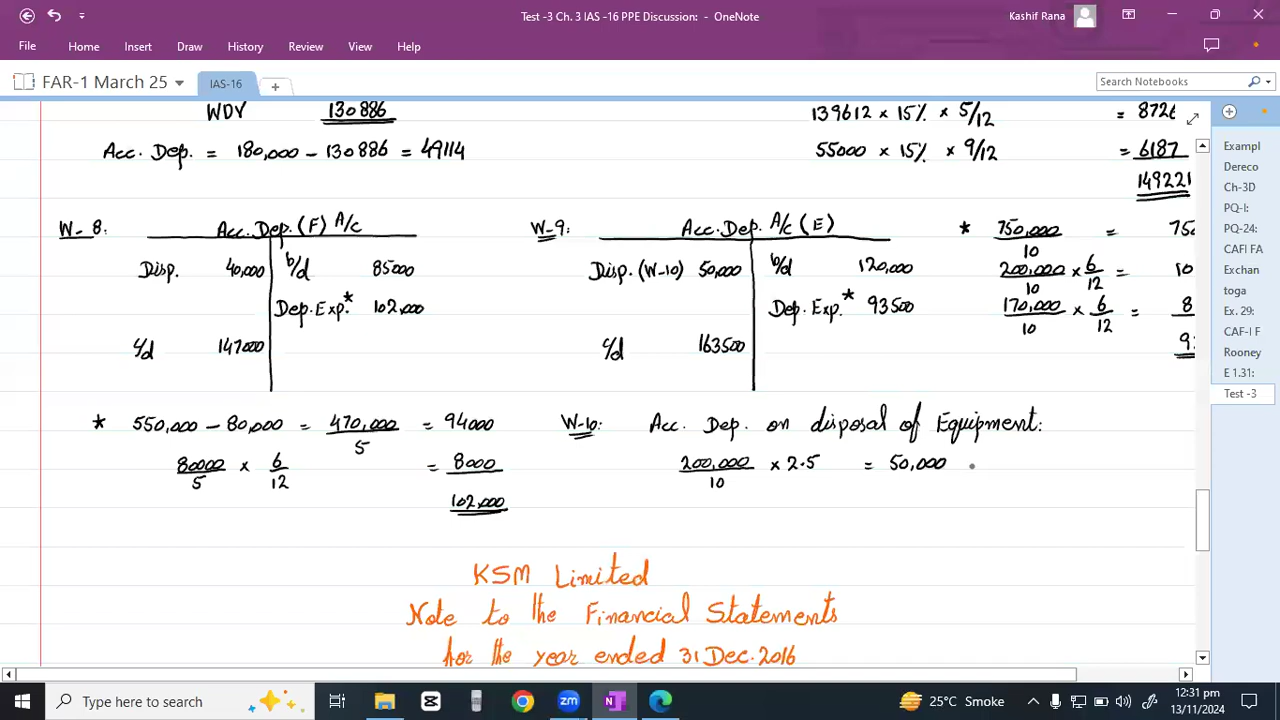 Test -3 Ch. 3 IAS -16 PPE Discussion: - OneNote
Kashif Rana
File Home Insert Draw History Review View Help
FAR-1 March 25
IAS-16
Search Notebooks
WDV 130886
139612 × 15% × 5/12 = 8726
Acc. Dep. = 180,000 – 130886 = 49114
55000 × 15% × 9/12 = 6187
149221
W-8: Acc. Dep. (F) A/c
Disp. 40,000 b/d 85000
Dep. Exp.* 102,000
c/d 147000
W-9: Acc. Dep. A/c (E)
Disp. (W-10) 50,000 b/d 120,000
Dep. Exp.* 93500
c/d 163500
* 750,000/10 = 75
200,000/10 × 6/12 = 10
170,000/10 × 6/12 = 8
9
* 550,000 – 80,000 = 470,000/5 = 94000
80000/5 × 6/12 = 8000
102,000
W-10: Acc. Dep. on disposal of Equipment:
200,000/10 × 2.5 = 50,000
KSM Limited
Note to the Financial Statements
for the year ended 31 Dec. 2016
Exampl
Dereco
Ch-3D
PQ-I:
PQ-24:
CAFI FA
Exchan
toga
Ex. 29:
CAF-I F
Rooney
E 1.31:
Test -3
Type here to search
25°C Smoke
12:31 pm
13/11/2024